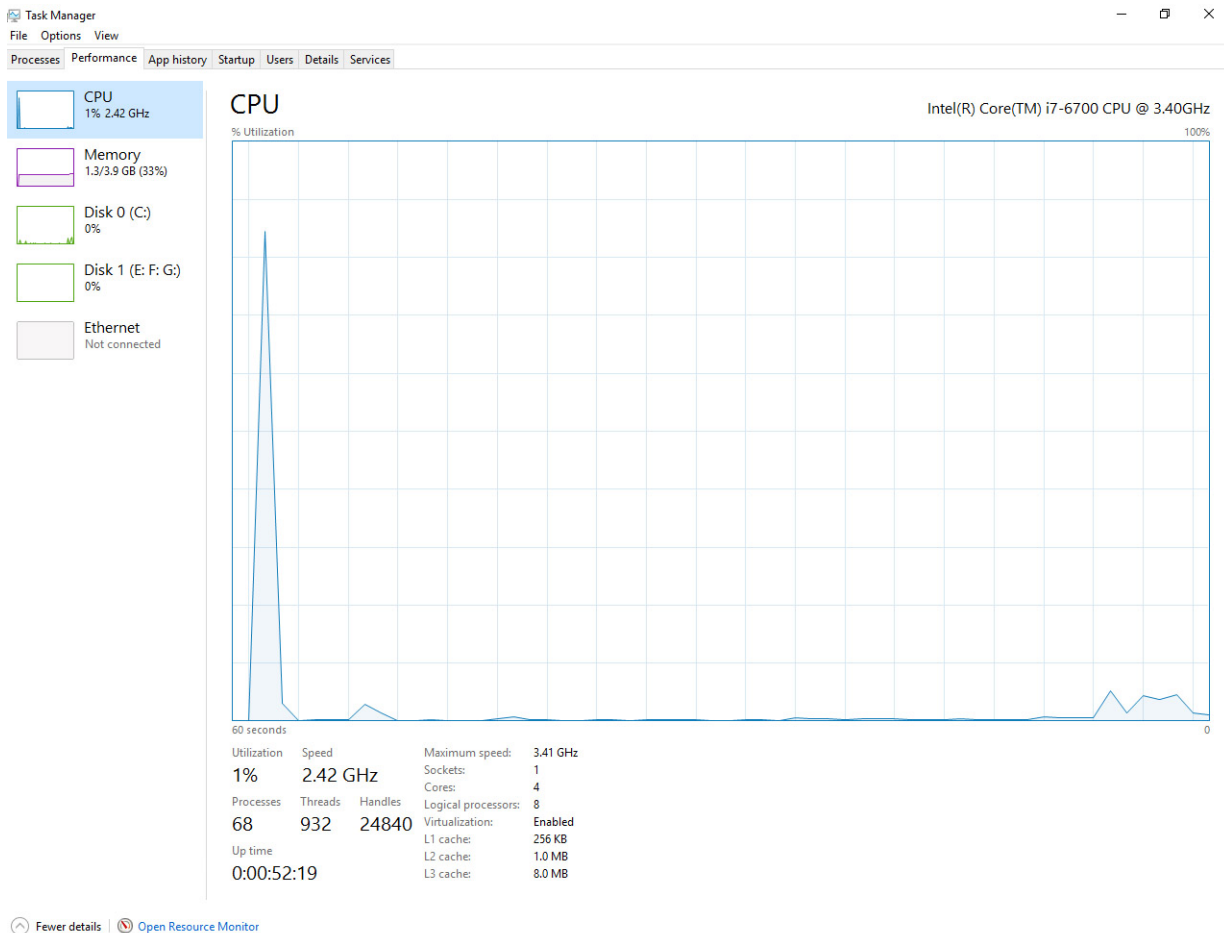 Task Manager
File Options View
Processes Performance App history Startup Users Details Services
CPU
1% 2.42 GHz
Memory
1.3/3.9 GB (33%)
Disk 0 (C:)
0%
Disk 1 (E: F: G:)
0%
Ethernet
Not connected
CPU Intel(R) Core(TM) i7-6700 CPU @ 3.40GHz
% Utilization 100%
60 seconds 0
Utilization Speed
1% 2.42 GHz
Processes Threads Handles
68 932 24840
Up time
0:00:52:19
Maximum speed: 3.41 GHz
Sockets: 1
Cores: 4
Logical processors: 8
Virtualization: Enabled
L1 cache: 256 KB
L2 cache: 1.0 MB
L3 cache: 8.0 MB
Fewer details Open Resource Monitor